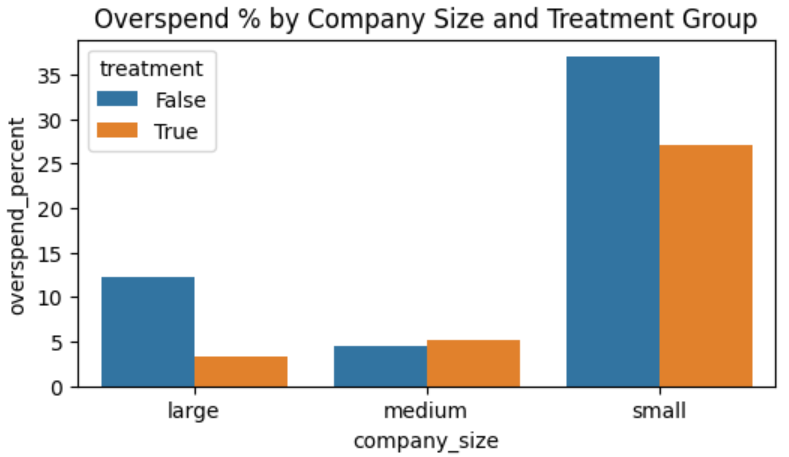 Overspend % by Company Size and Treatment Group
treatment
False
True
35
30
25
20
15
10
5
0
overspend_percent
large medium small
company_size